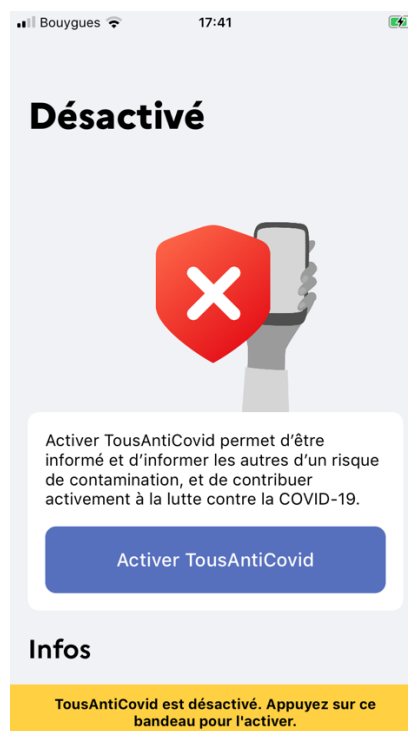 Bouygues 17:41
Désactivé
Activer TousAntiCovid permet d’être
informé et d’informer les autres d’un risque
de contamination, et de contribuer
activement à la lutte contre la COVID-19.
Activer TousAntiCovid
Infos
TousAntiCovid est désactivé. Appuyez sur ce
bandeau pour l'activer.